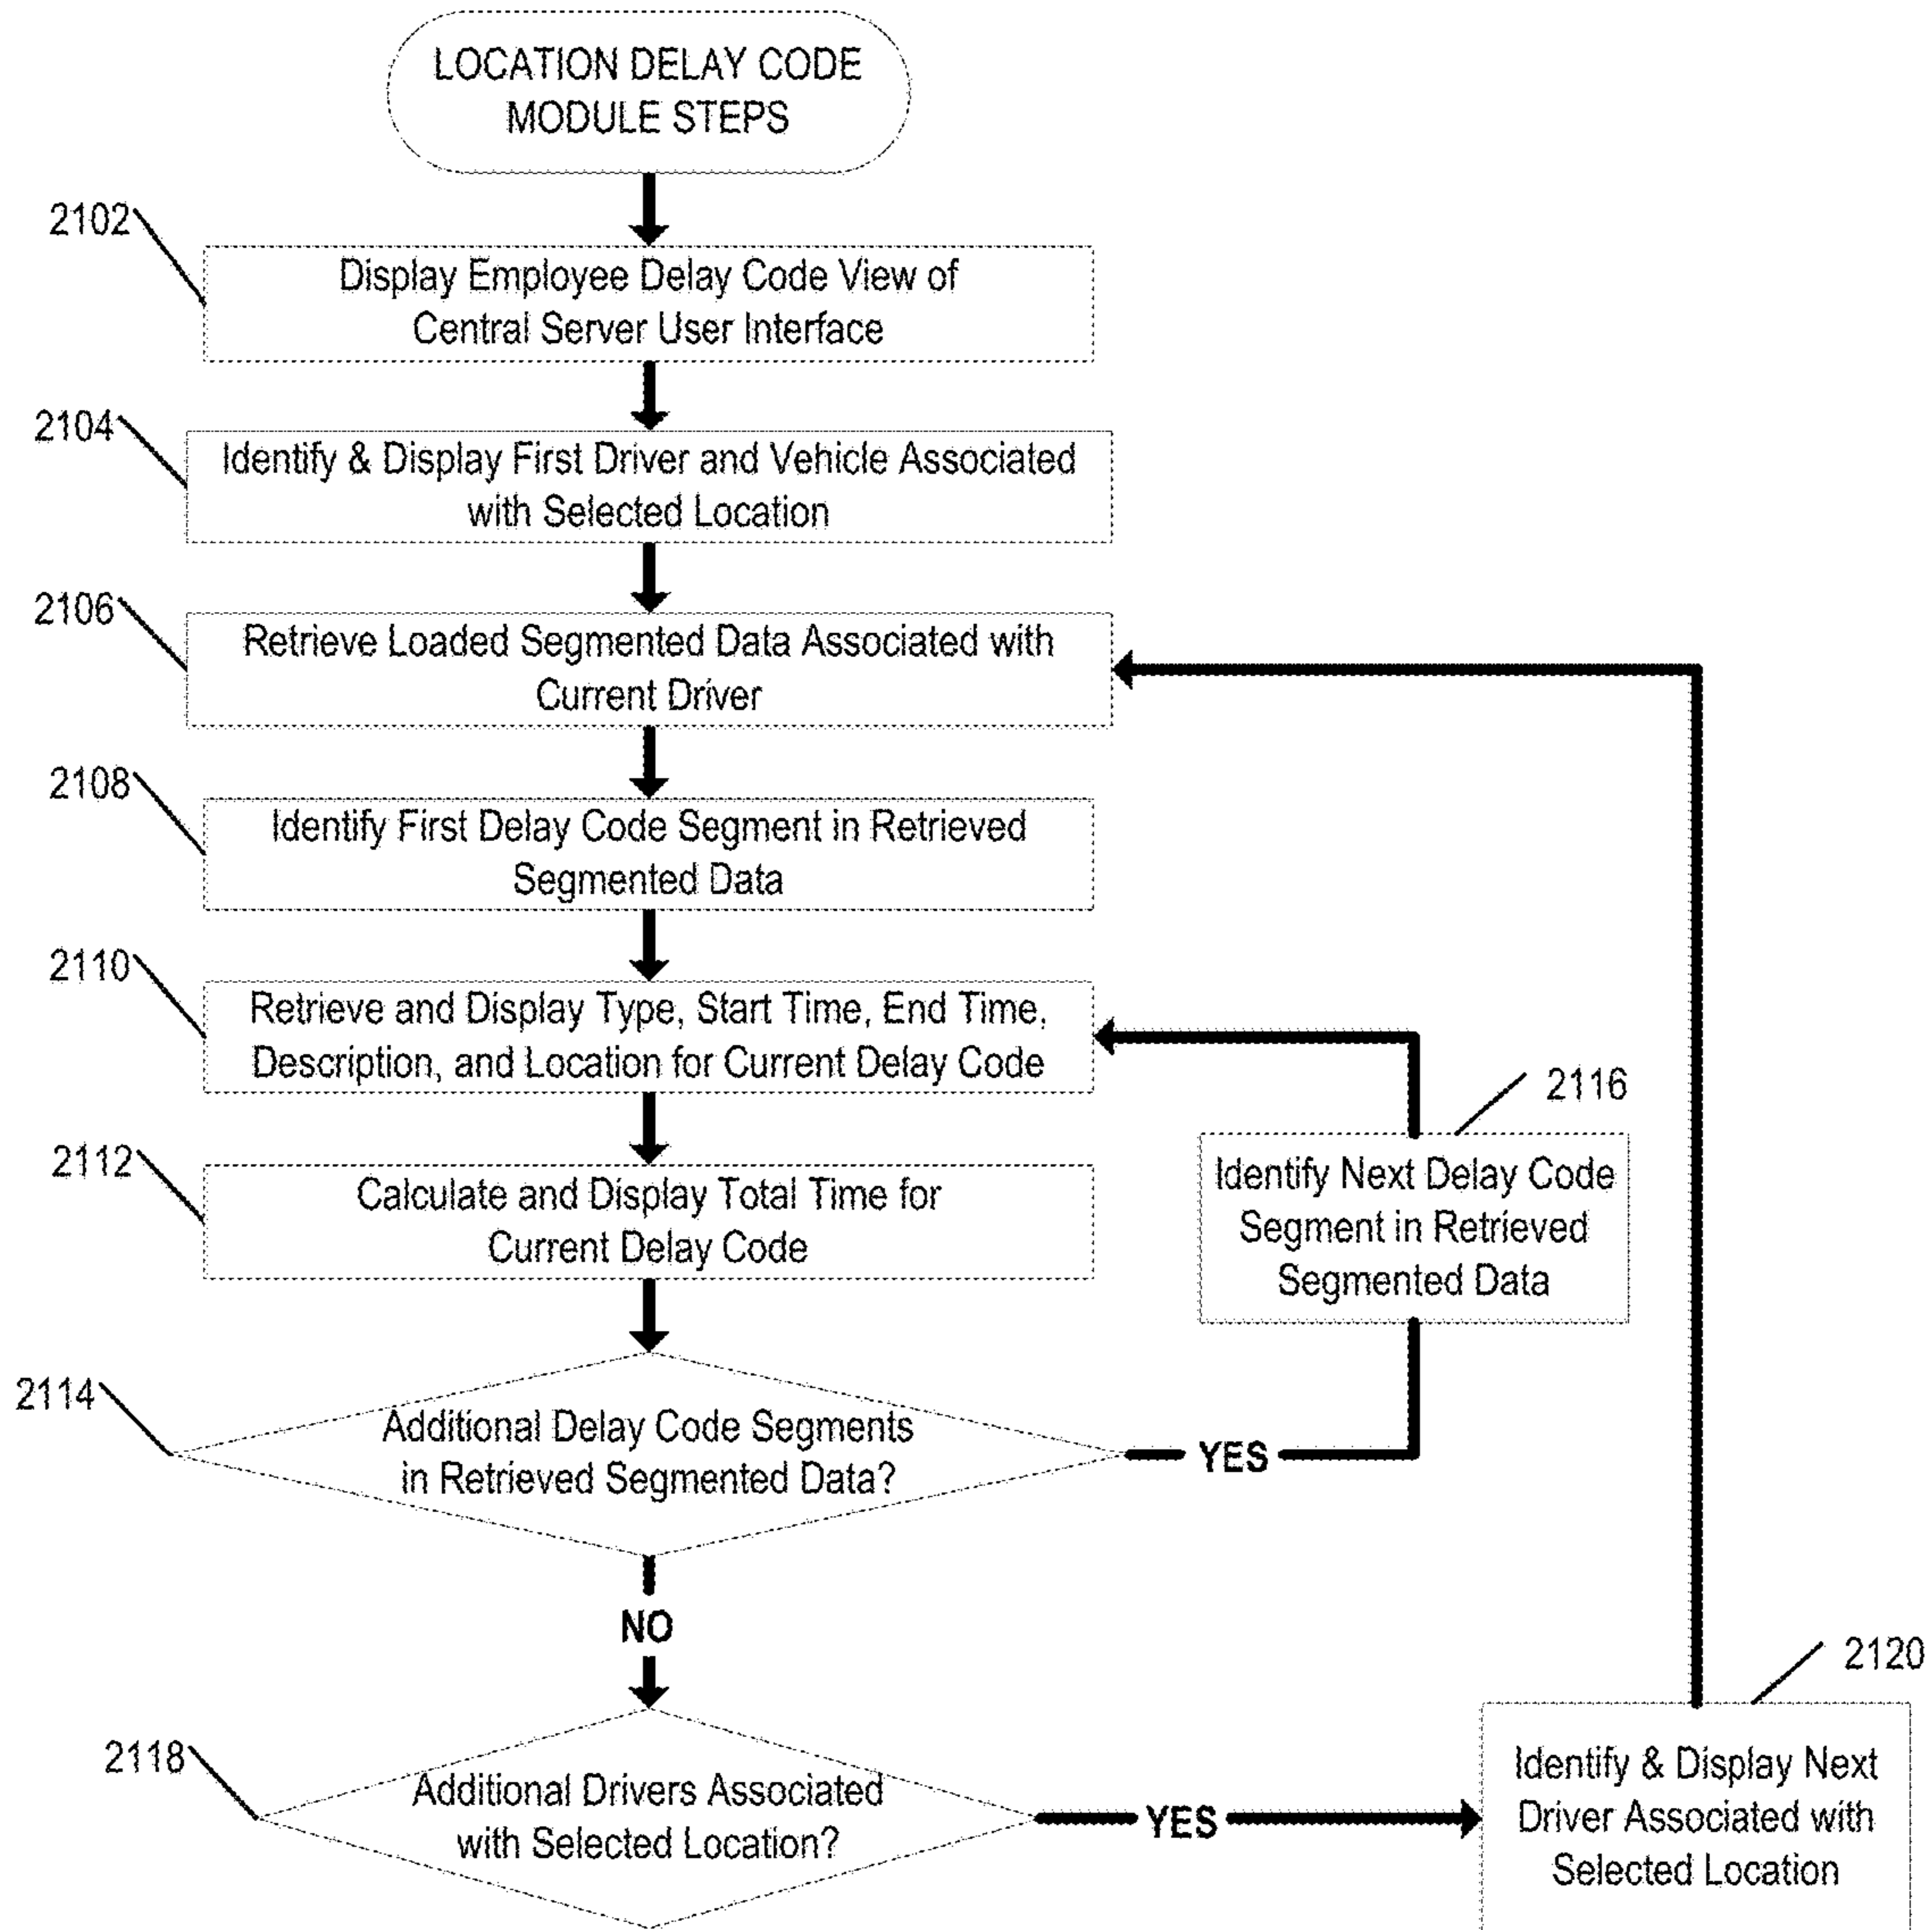 LOCATION DELAY CODE
MODULE STEPS
2102
Display Employee Delay Code View of
Central Server User Interface
2104
Identify & Display First Driver and Vehicle Associated
with Selected Location
2106
Retrieve Loaded Segmented Data Associated with
Current Driver
2108
Identify First Delay Code Segment in Retrieved
Segmented Data
2110
Retrieve and Display Type, Start Time, End Time,
Description, and Location for Current Delay Code
2116
Identify Next Delay Code
Segment in Retrieved
Segmented Data
2112
Calculate and Display Total Time for
Current Delay Code
2114
Additional Delay Code Segments
in Retrieved Segmented Data?
YES
NO
2118
Additional Drivers Associated
with Selected Location?
YES
2120
Identify & Display Next
Driver Associated with
Selected Location